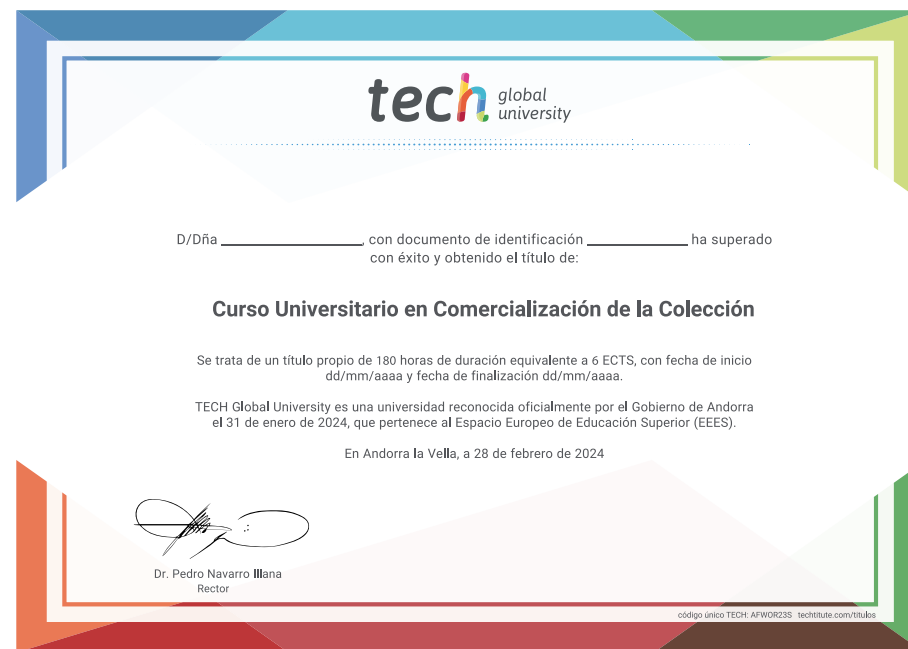 tech global university
D/Dña ______________, con documento de identificación __________ ha superado
con éxito y obtenido el título de:
Curso Universitario en Comercialización de la Colección
Se trata de un título propio de 180 horas de duración equivalente a 6 ECTS, con fecha de inicio
dd/mm/aaaa y fecha de finalización dd/mm/aaaa.
TECH Global University es una universidad reconocida oficialmente por el Gobierno de Andorra
el 31 de enero de 2024, que pertenece al Espacio Europeo de Educación Superior (EEES).
En Andorra la Vella, a 28 de febrero de 2024
Dr. Pedro Navarro Illana
Rector
código único TECH: AFWOR23S techtitute.com/titulos